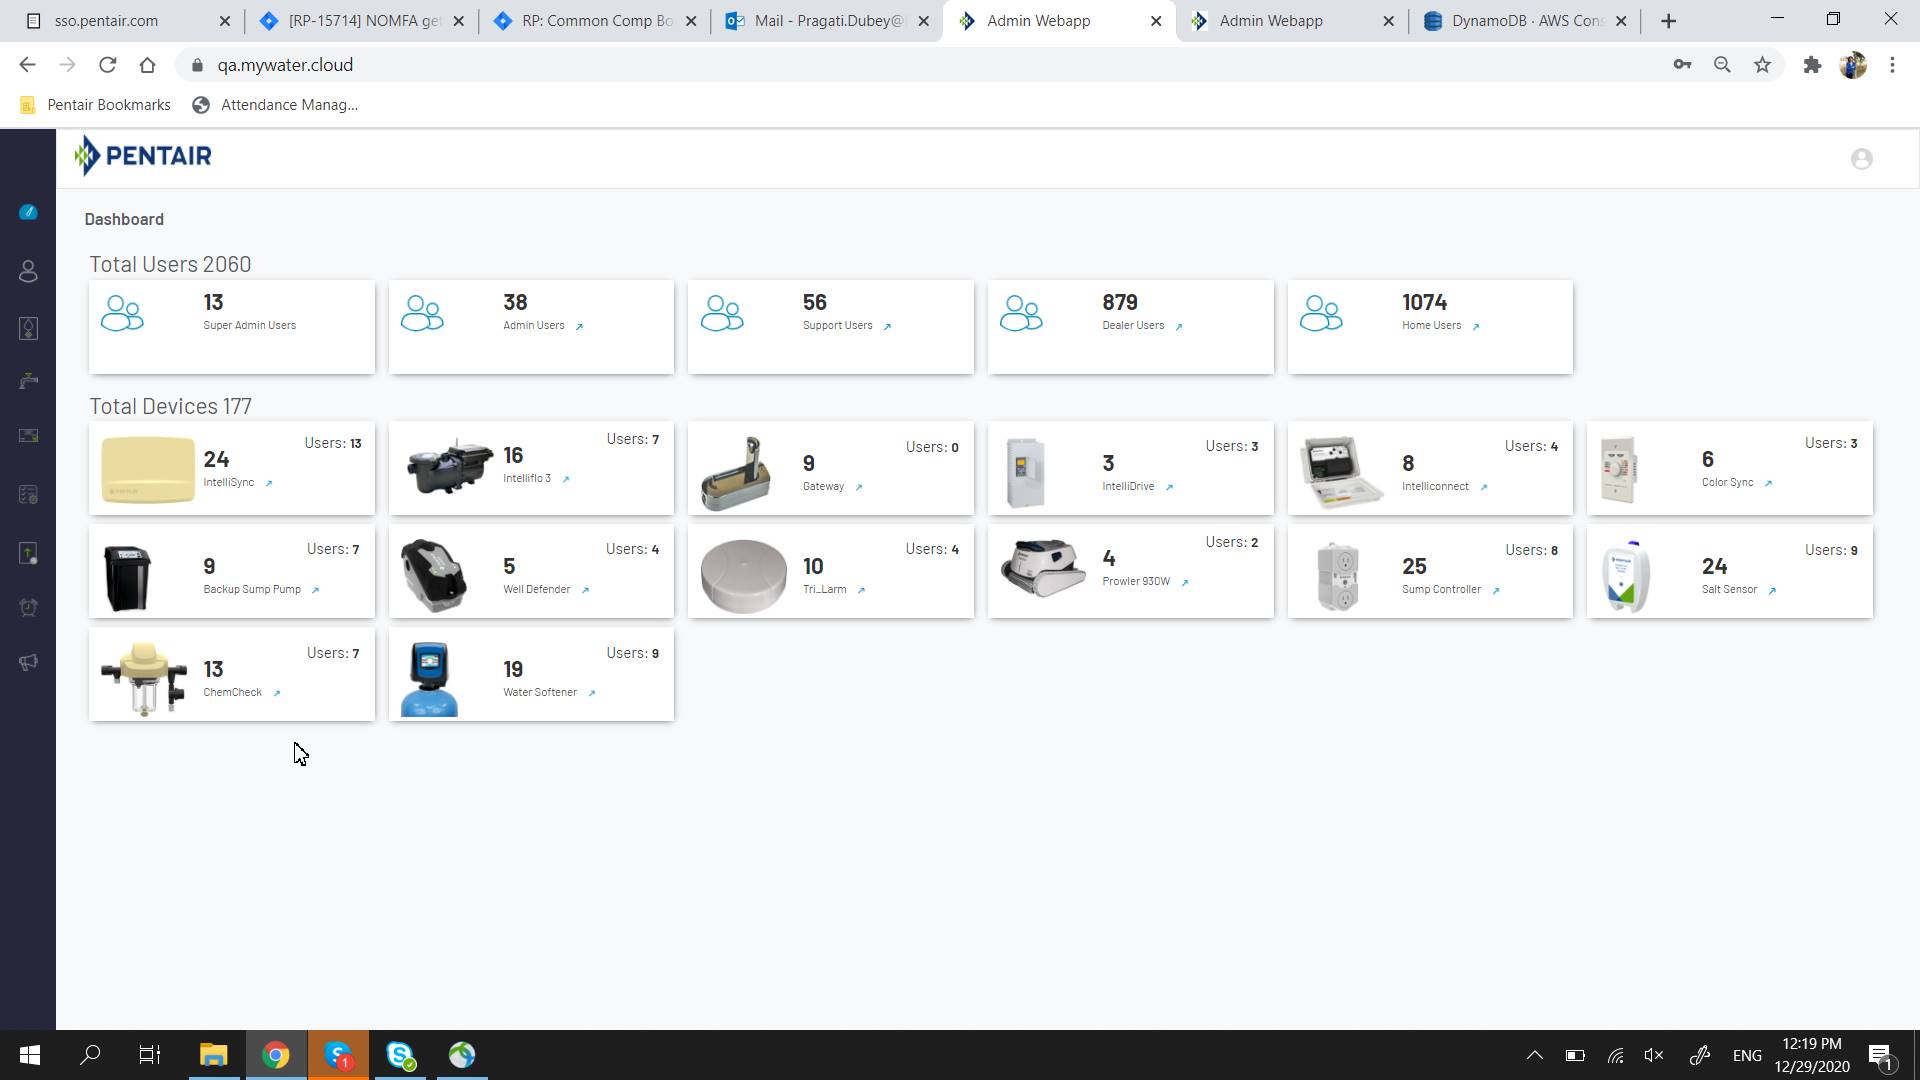 sso.pentair.com
[RP-15714] NOMFA get
RP: Common Comp Bo
Mail - Pragati.Dubey@
Admin Webapp
Admin Webapp
DynamoDB · AWS Cons
qa.mywater.cloud
Pentair Bookmarks
Attendance Manag...
PENTAIR
Dashboard
Total Users 2060
13
Super Admin Users
38
Admin Users
56
Support Users
879
Dealer Users
1074
Home Users
Total Devices 177
24
IntelliSync
Users: 13
16
Intelliflo 3
Users: 7
9
Gateway
Users: 0
3
IntelliDrive
Users: 3
8
Intelliconnect
Users: 4
6
Color Sync
Users: 3
9
Backup Sump Pump
Users: 7
5
Well Defender
Users: 4
10
Tri_Larm
Users: 4
4
Prowler 930W
Users: 2
25
Sump Controller
Users: 8
24
Salt Sensor
Users: 9
13
ChemCheck
Users: 7
19
Water Softener
Users: 9
1
ENG
12:19 PM
12/29/2020
1